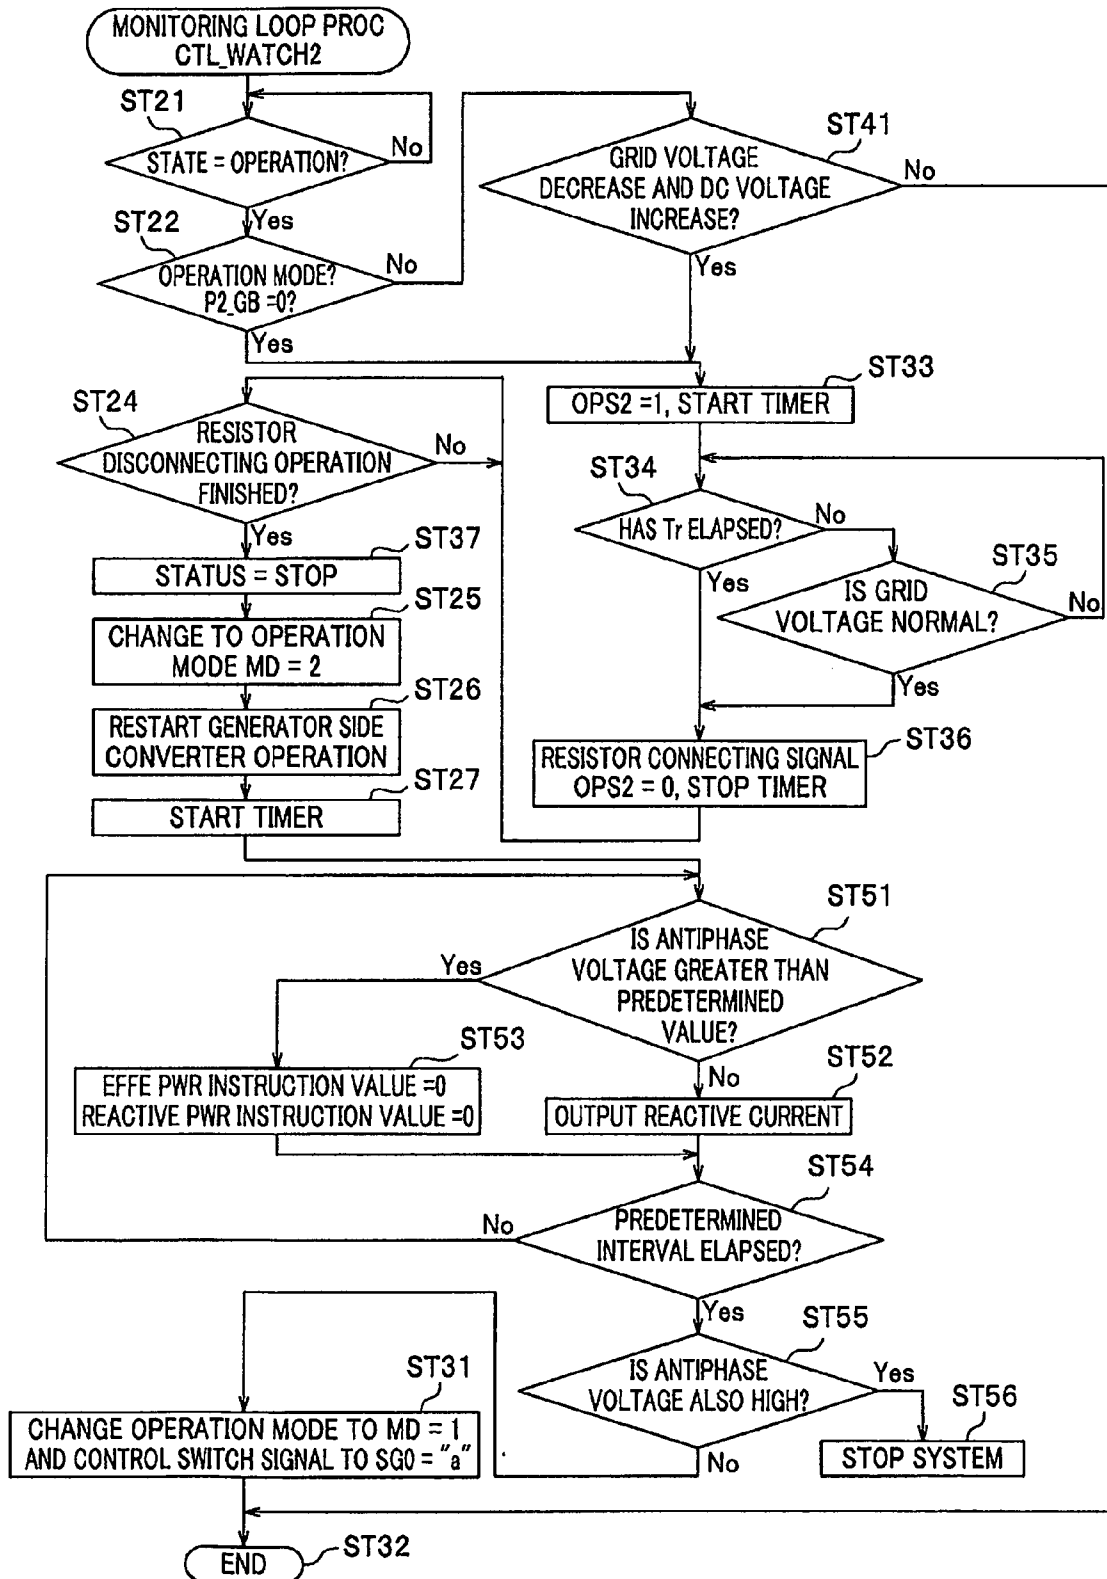 MONITORING LOOP PROC
CTL_WATCH2
ST21
STATE = OPERATION?
No
Yes
ST22
OPERATION MODE?
P2_GB =0?
No
Yes
ST41
GRID VOLTAGE
DECREASE AND DC VOLTAGE
INCREASE?
No
Yes
ST33
OPS2 =1, START TIMER
ST24
RESISTOR
DISCONNECTING OPERATION
FINISHED?
No
Yes
ST34
HAS Tr ELAPSED?
No
Yes
ST35
IS GRID
VOLTAGE NORMAL?
No
Yes
ST37
STATUS = STOP
ST25
CHANGE TO OPERATION
MODE MD = 2
ST26
RESTART GENERATOR SIDE
CONVERTER OPERATION
ST27
START TIMER
ST36
RESISTOR CONNECTING SIGNAL
OPS2 = 0, STOP TIMER
ST51
IS ANTIPHASE
VOLTAGE GREATER THAN
PREDETERMINED
VALUE?
Yes
No
ST53
EFFE PWR INSTRUCTION VALUE =0
REACTIVE PWR INSTRUCTION VALUE =0
ST52
OUTPUT REACTIVE CURRENT
ST54
PREDETERMINED
INTERVAL ELAPSED?
No
Yes
ST55
IS ANTIPHASE
VOLTAGE ALSO HIGH?
Yes
No
ST56
STOP SYSTEM
ST31
CHANGE OPERATION MODE TO MD = 1
AND CONTROL SWITCH SIGNAL TO SG0 = "a"
ST32
END